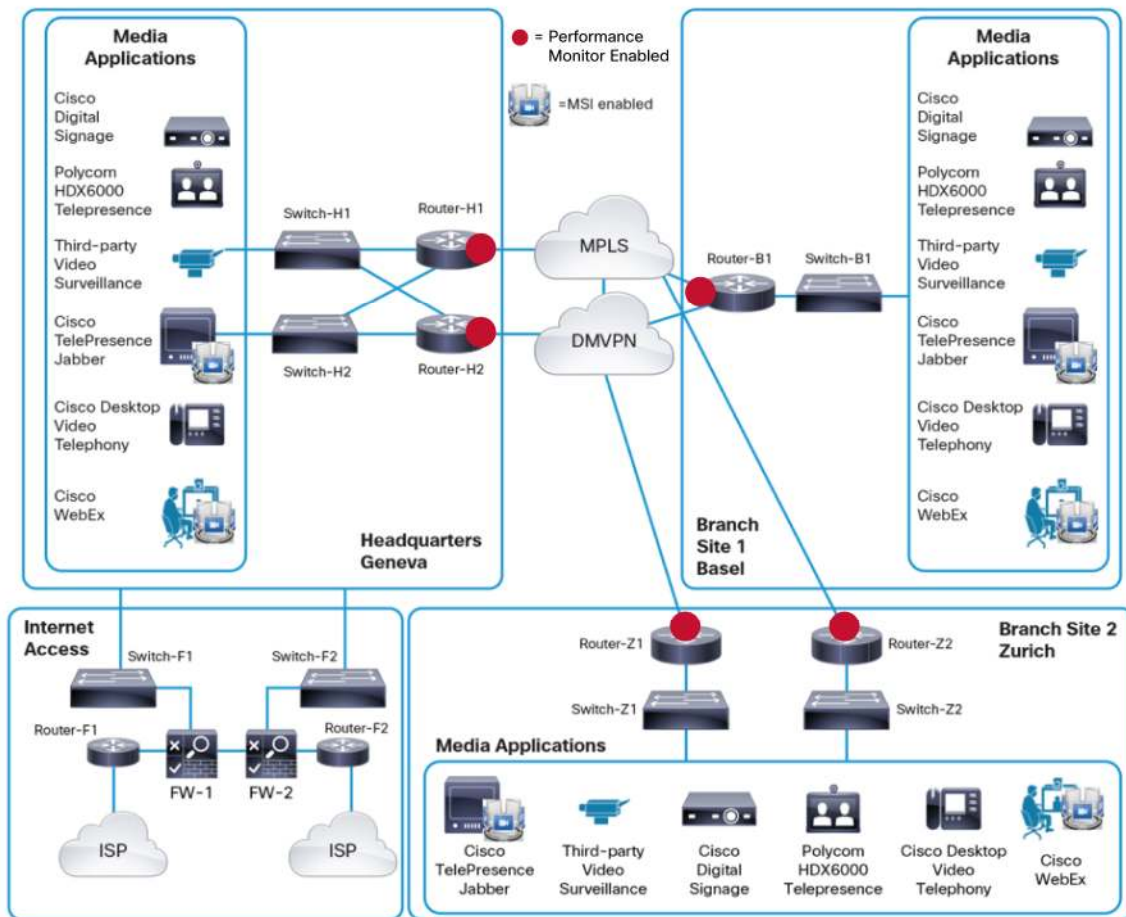 Media
Applications
Cisco
Digital
Signage
Polycom
HDX6000
Telepresence
Third-party
Video
Surveillance
Cisco
TelePresence
Jabber
Cisco Desktop
Video
Telephony
Cisco
WebEx
Switch-H1
Router-H1
Switch-H2
Router-H2
Headquarters
Geneva
= Performance
Monitor Enabled
=MSI enabled
MPLS
DMVPN
Router-B1
Switch-B1
Branch
Site 1
Basel
Media
Applications
Cisco
Digital
Signage
Polycom
HDX6000
Telepresence
Third-party
Video
Surveillance
Cisco
TelePresence
Jabber
Cisco Desktop
Video
Telephony
Cisco
WebEx
Internet
Access
Switch-F1
Switch-F2
Router-F1
Router-F2
FW-1
FW-2
ISP
ISP
Branch Site 2
Zurich
Router-Z1
Router-Z2
Switch-Z1
Switch-Z2
Media Applications
Cisco
TelePresence
Jabber
Third-party
Video
Surveillance
Cisco
Digital
Signage
Polycom
HDX6000
Telepresence
Cisco Desktop
Video
Telephony
Cisco
WebEx